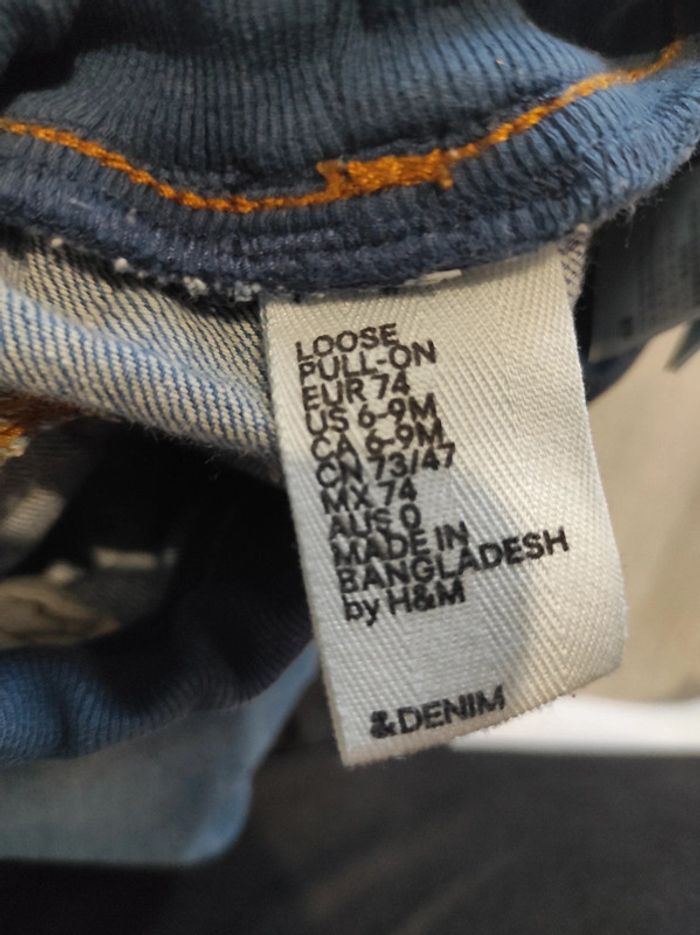 LOOSE
PULL-ON
EUR 74
US 6-9M
CA 6-9M
CN 73/47
MX 74
AUS 0
MADE IN
BANGLADESH
by H&M
&DENIM